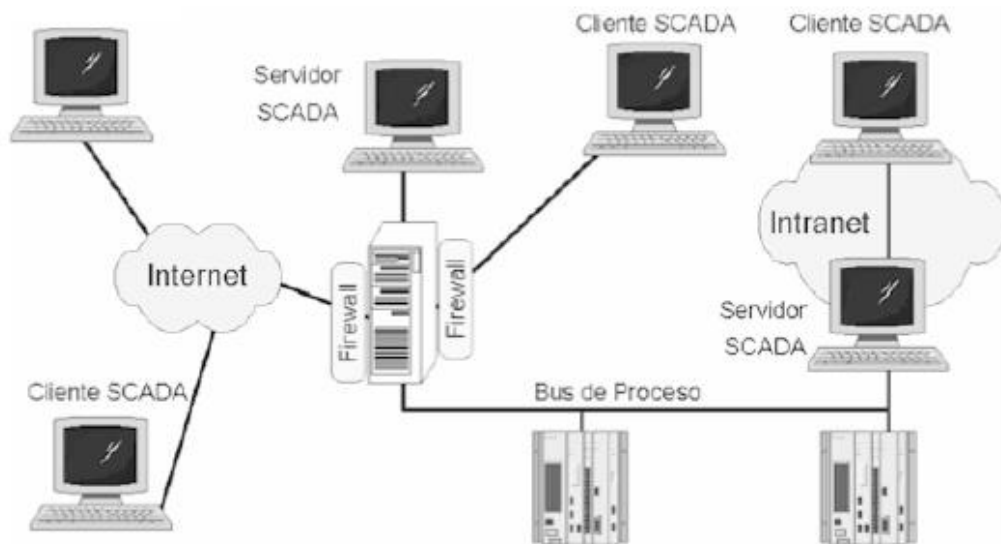 Cliente SCADA
Cliente SCADA
Servidor
SCADA
Intranet
Internet
Firewall
Firewall
Servidor
SCADA
Cliente SCADA
Bus de Proceso